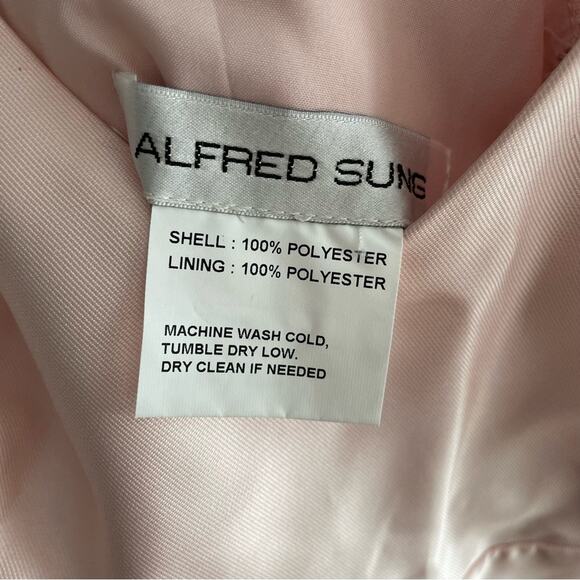 ALFRED SUNG
SHELL : 100% POLYESTER
LINING : 100% POLYESTER
MACHINE WASH COLD,
TUMBLE DRY LOW.
DRY CLEAN IF NEEDED